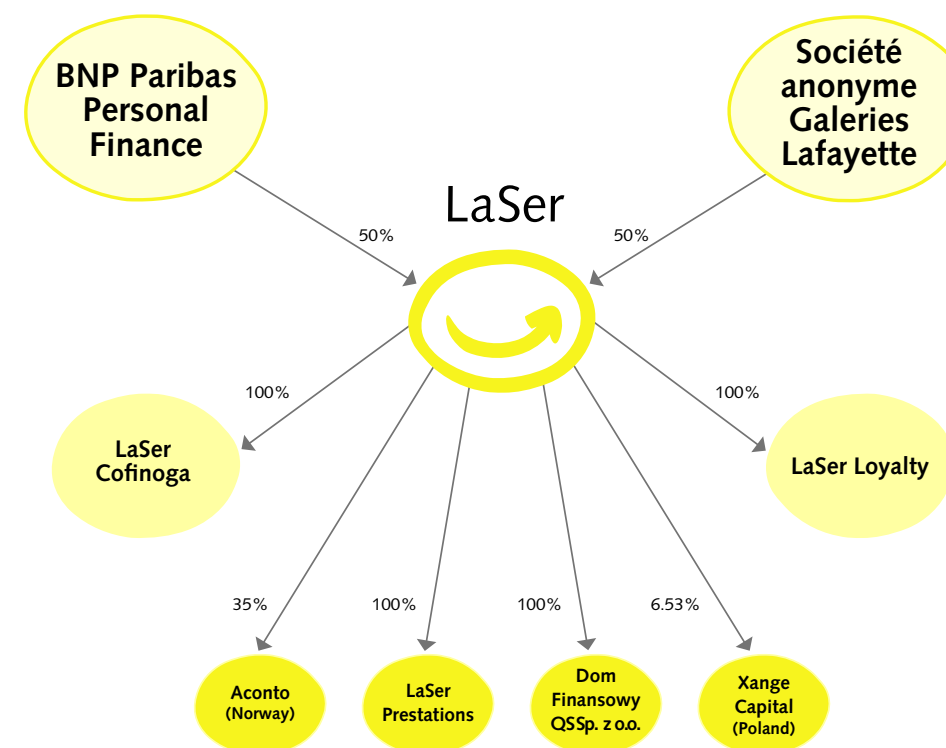 BNP Paribas
Personal
Finance
Société
anonyme
Galeries
Lafayette
LaSer
50%
50%
100%
100%
LaSer
Cofinoga
LaSer Loyalty
35%
100%
100%
6.53%
Aconto
(Norway)
LaSer
Prestations
Dom
Finansowy
QSSp. z o.o.
Xange
Capital
(Poland)